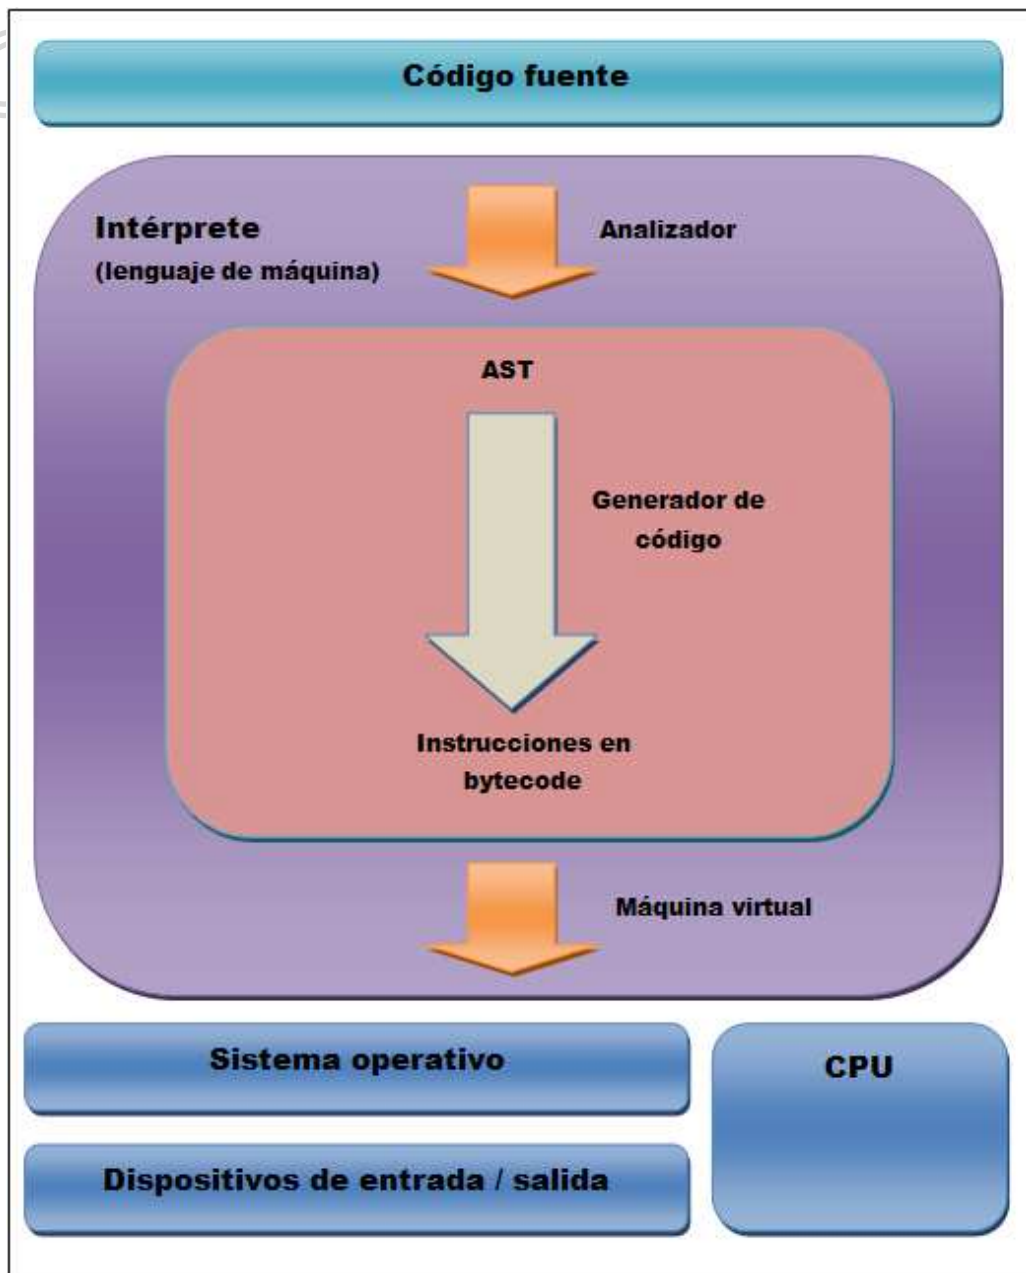 Código fuente
Intérprete
(lenguaje de máquina)
Analizador
AST
Generador de
código
Instrucciones en
bytecode
Máquina virtual
Sistema operativo
CPU
Dispositivos de entrada / salida